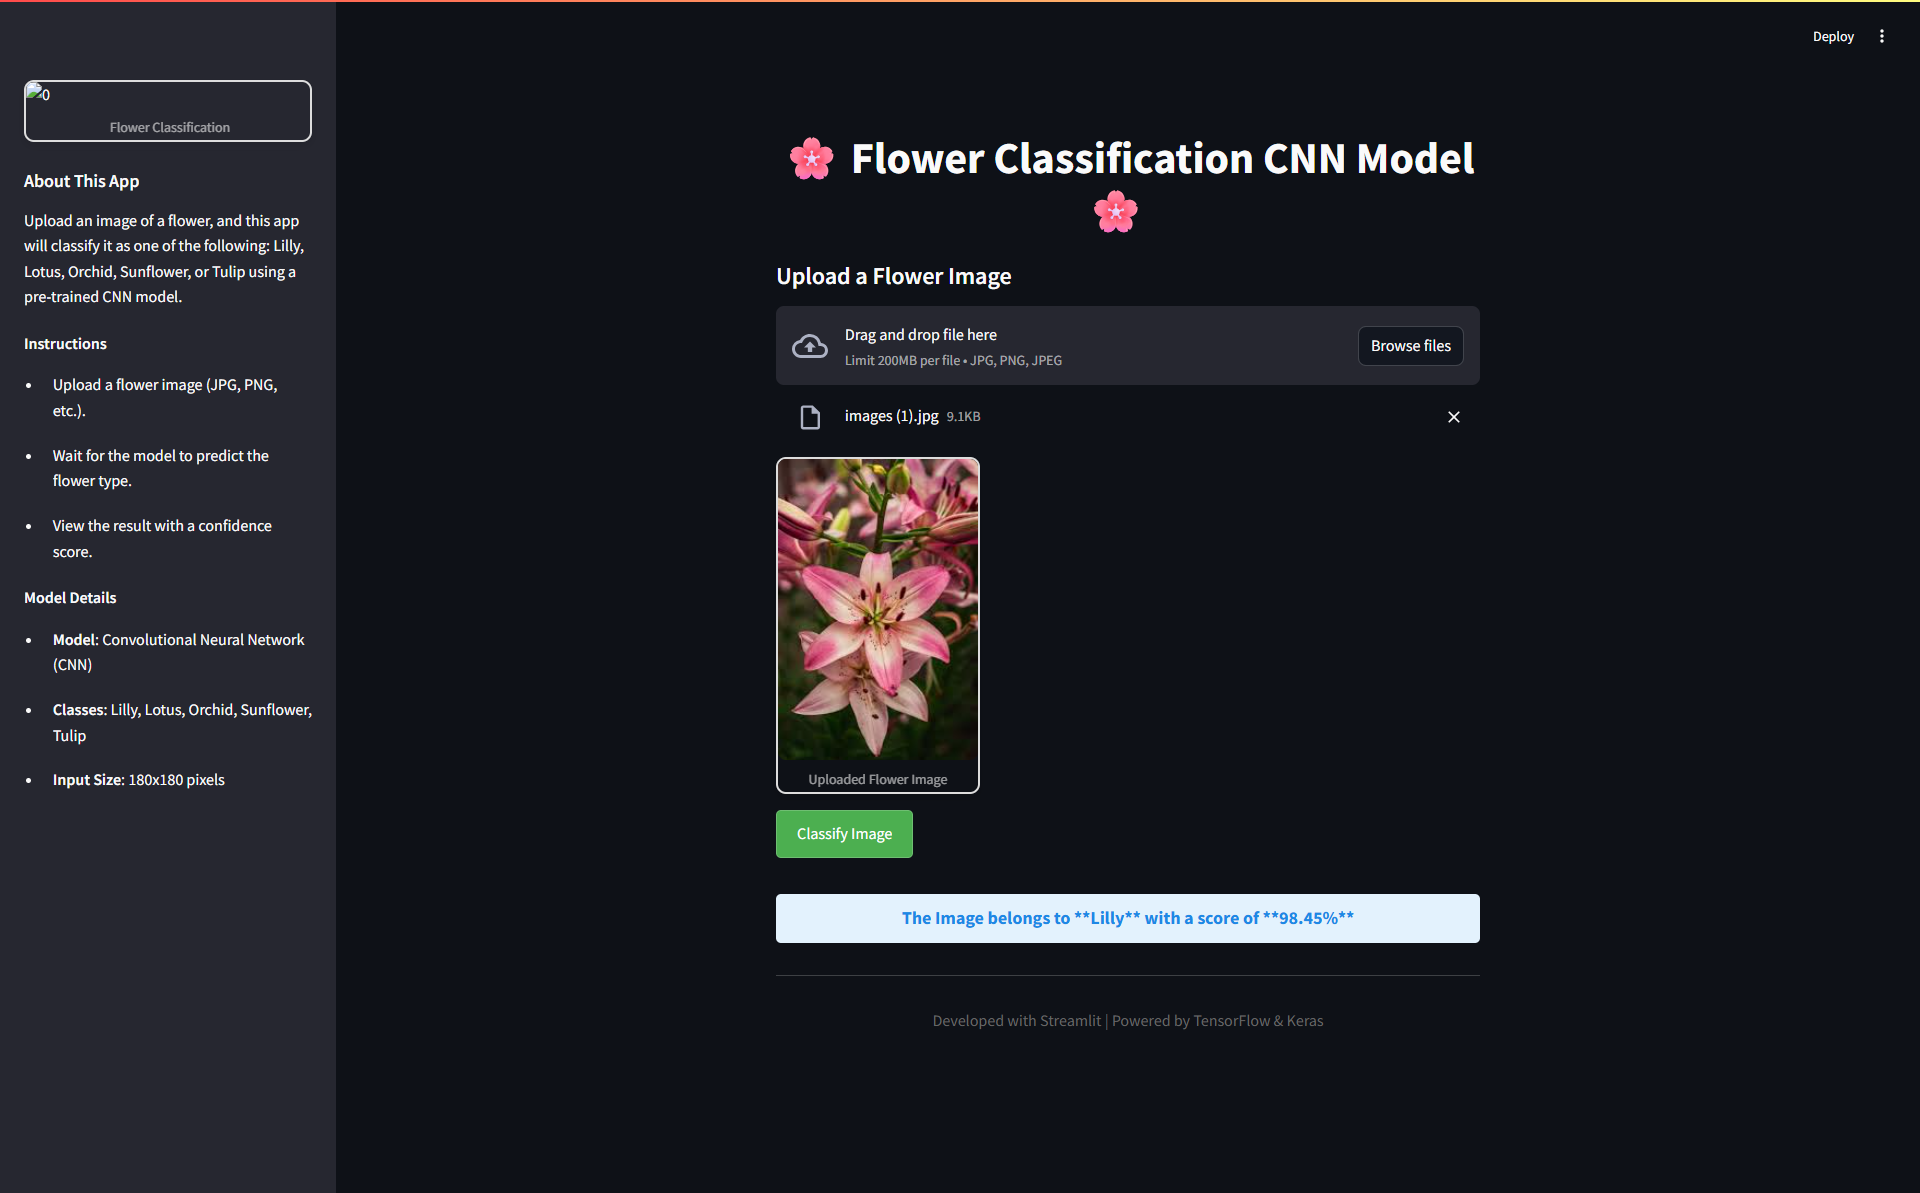 Deploy
0
Flower Classification
About This App
Upload an image of a flower, and this app
will classify it as one of the following: Lilly,
Lotus, Orchid, Sunflower, or Tulip using a
pre-trained CNN model.
Instructions
• Upload a flower image (JPG, PNG,
etc.).
• Wait for the model to predict the
flower type.
• View the result with a confidence
score.
Model Details
• Model: Convolutional Neural Network
(CNN)
• Classes: Lilly, Lotus, Orchid, Sunflower,
Tulip
• Input Size: 180x180 pixels
🌸 Flower Classification CNN Model
🌸
Upload a Flower Image
Drag and drop file here
Limit 200MB per file • JPG, PNG, JPEG
Browse files
images (1).jpg 9.1KB
Uploaded Flower Image
Classify Image
The Image belongs to **Lilly** with a score of **98.45%**
Developed with Streamlit | Powered by TensorFlow & Keras